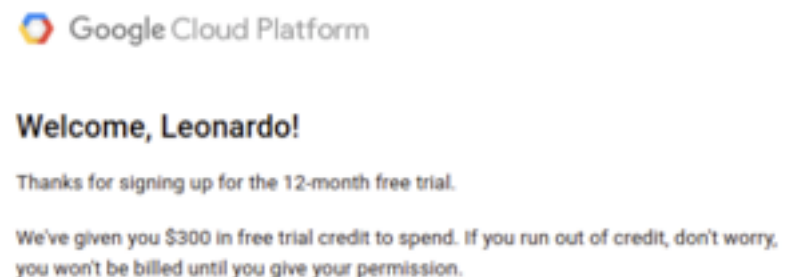 Google Cloud Platform
Welcome, Leonardo!
Thanks for signing up for the 12-month free trial.
We've given you $300 in free trial credit to spend. If you run out of credit, don't worry,
you won't be billed until you give your permission.